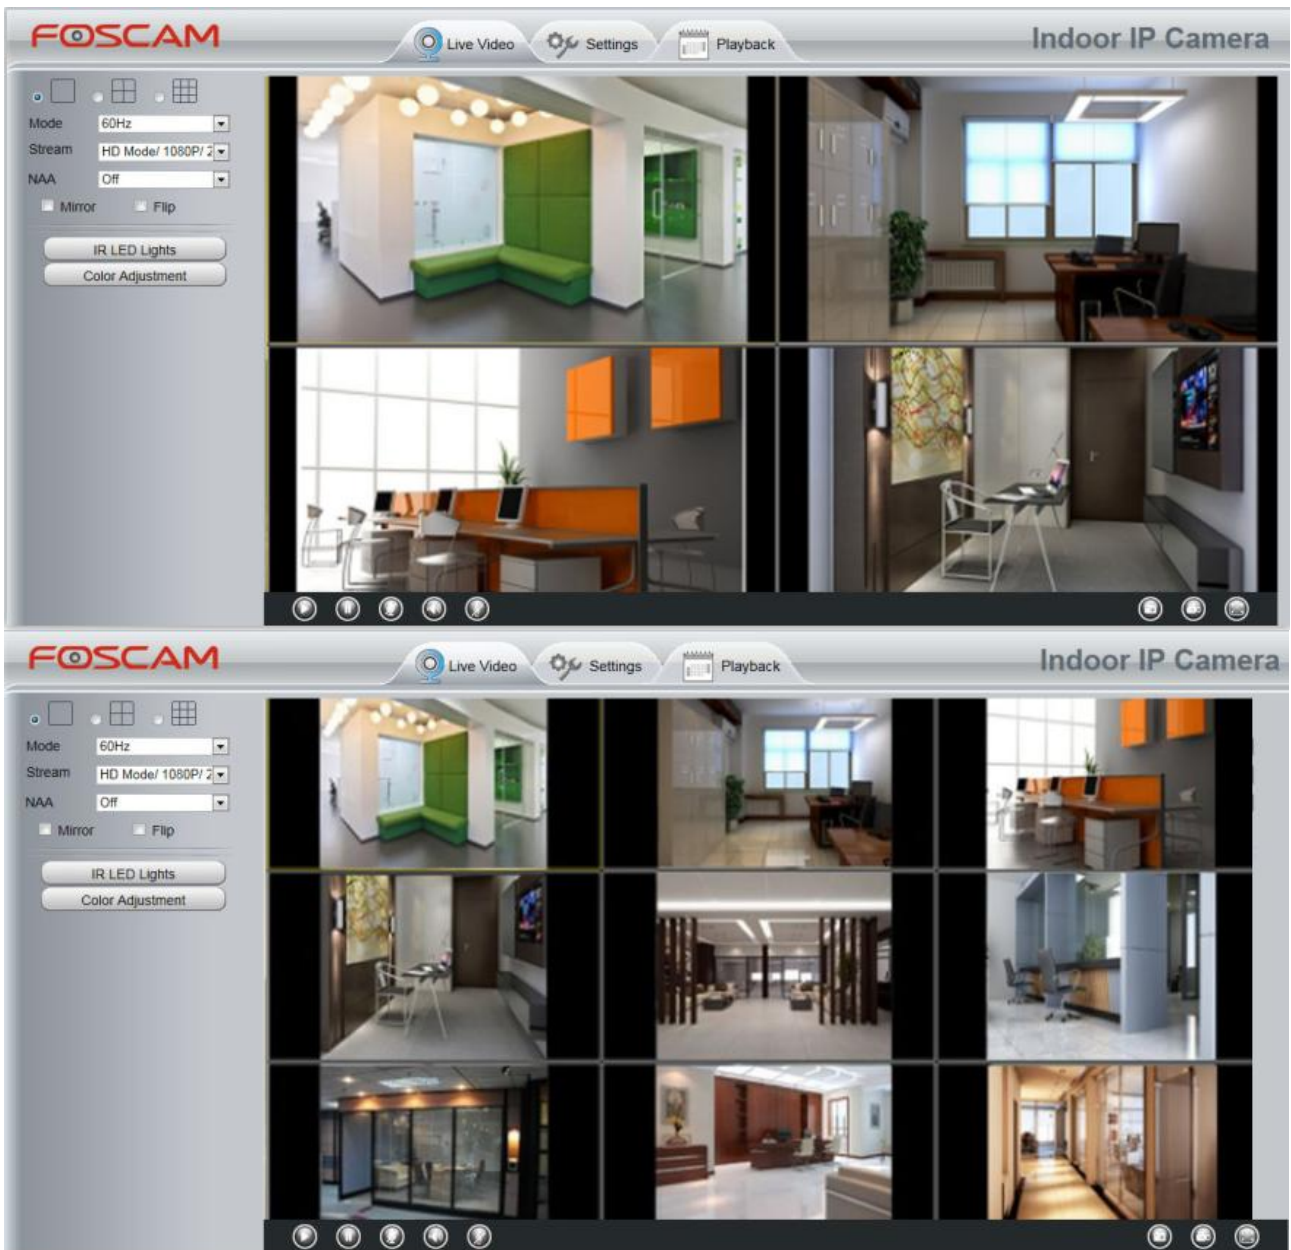 FOSCAM
Live Video
Settings
Playback
Indoor IP Camera
Mode
60Hz
Stream
HD Mode/ 1080P/ 2
NAA
Off
Mirror
Flip
IR LED Lights
Color Adjustment
FOSCAM
Live Video
Settings
Playback
Indoor IP Camera
Mode
60Hz
Stream
HD Mode/ 1080P/ 2
NAA
Off
Mirror
Flip
IR LED Lights
Color Adjustment